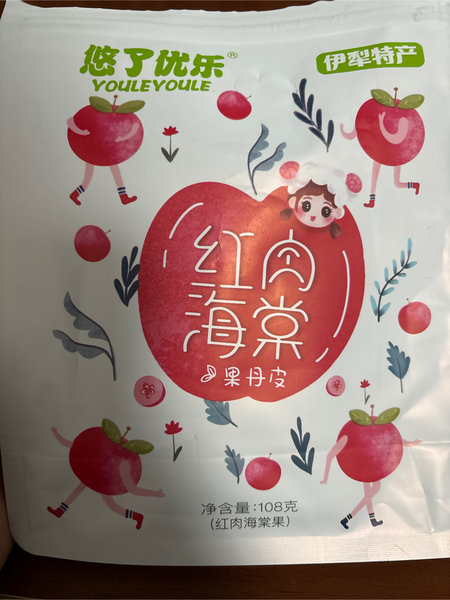 悠了优乐®
YOULEYOULE
伊犁特产
红肉
海棠
果丹皮
净含量:108克
(红肉海棠果)